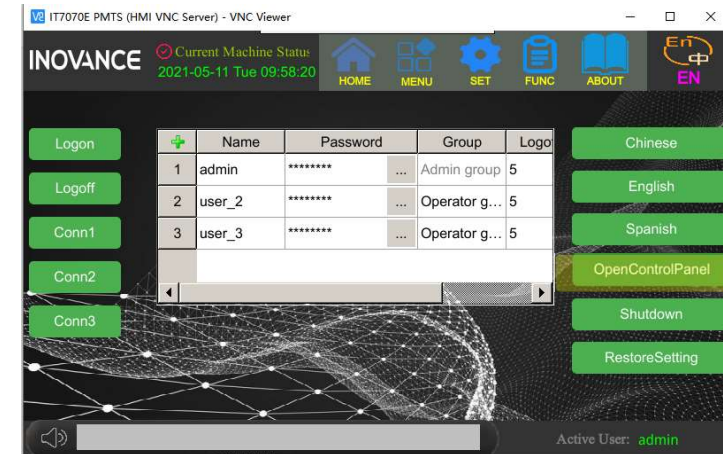 IT7070E PMTS (HMI VNC Server) - VNC Viewer
INOVANCE
Current Machine Status
2021-05-11 Tue 09:58:20
HOME
MENU
SET
FUNC
ABOUT
En
中
EN
Logon
Logoff
Conn1
Conn2
Conn3
Name Password Group Logo
1 admin ******** ... Admin group 5
2 user_2 ******** ... Operator g... 5
3 user_3 ******** ... Operator g... 5
Chinese
English
Spanish
OpenControlPanel
Shutdown
RestoreSetting
Active User: admin